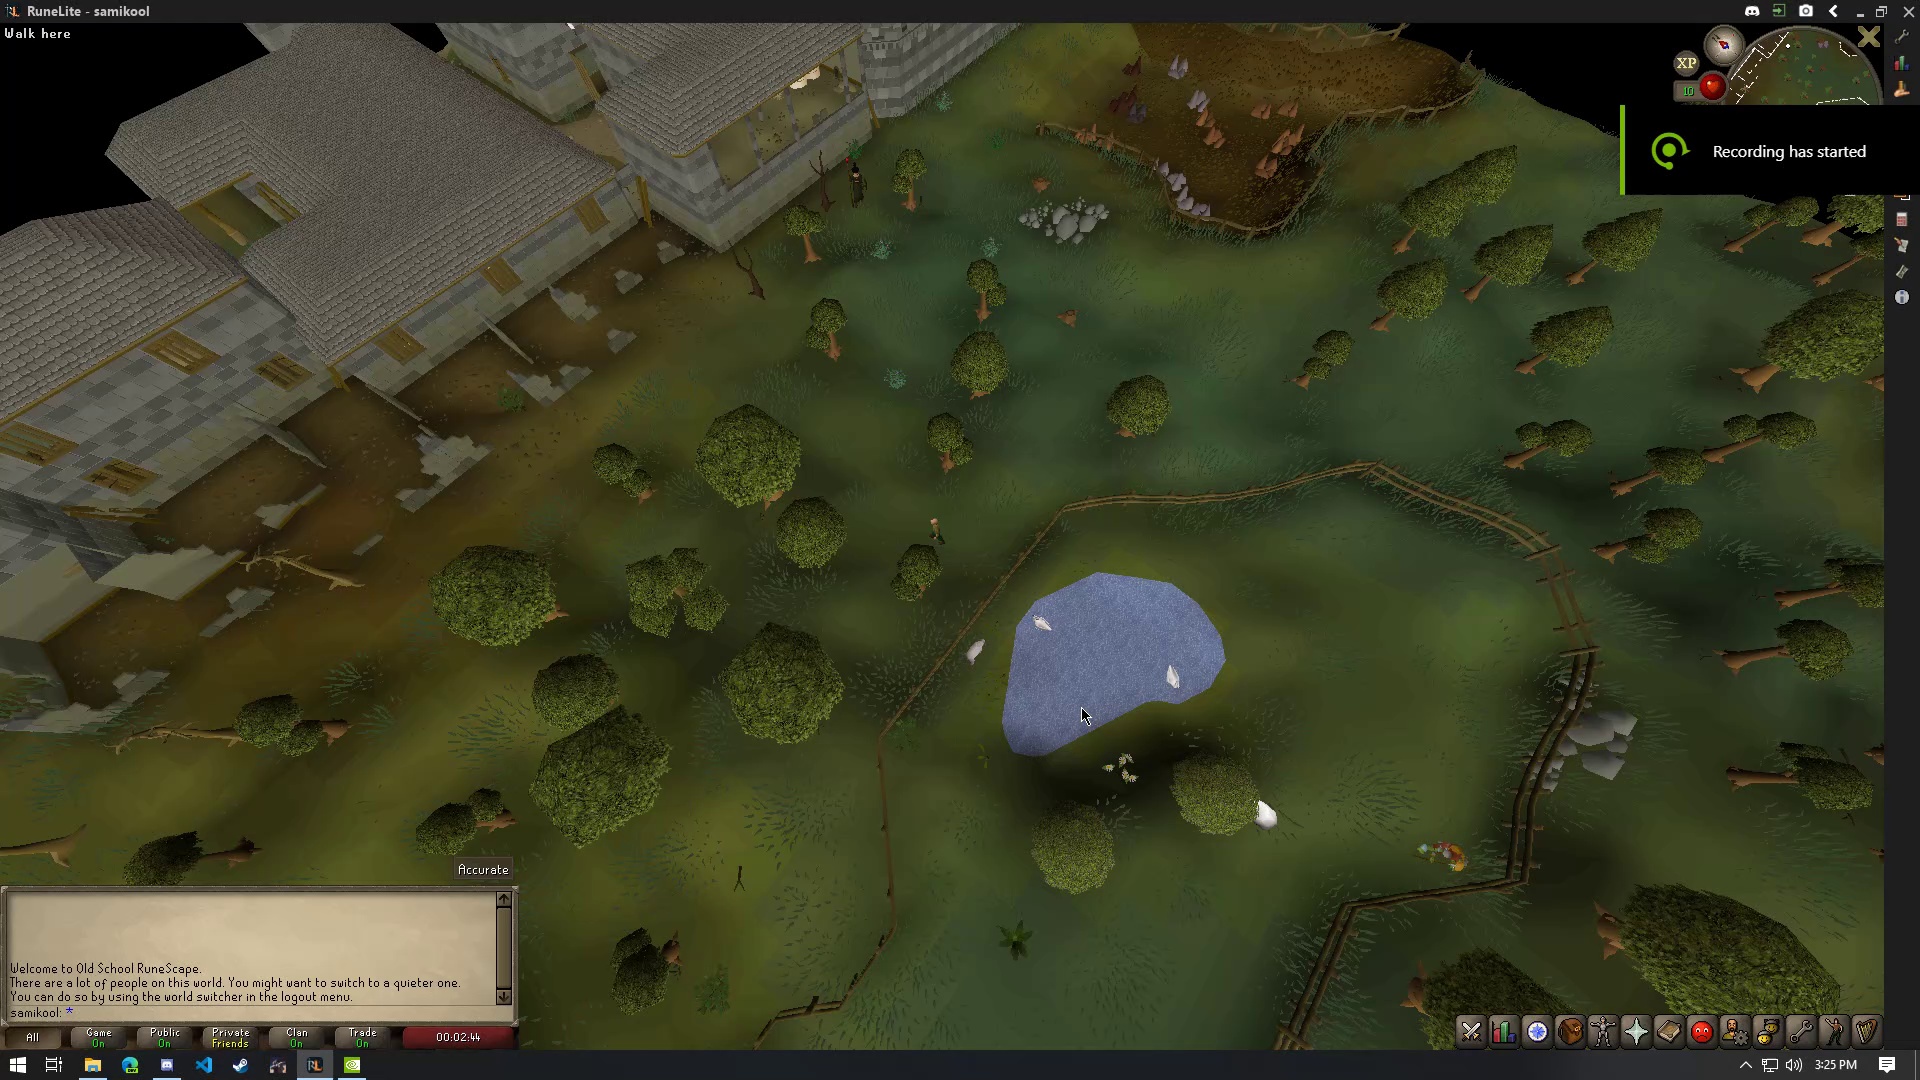 RuneLite - samikool
Walk here
XP
10
Recording has started
Accurate
Welcome to Old School RuneScape.
There are a lot of people on this world. You might want to switch to a quieter one.
You can do so by using the world switcher in the logout menu.
samikool: *
All
Game
On
Public
On
Private
Friends
Clan
On
Trade
On
00:02:44
3:25 PM